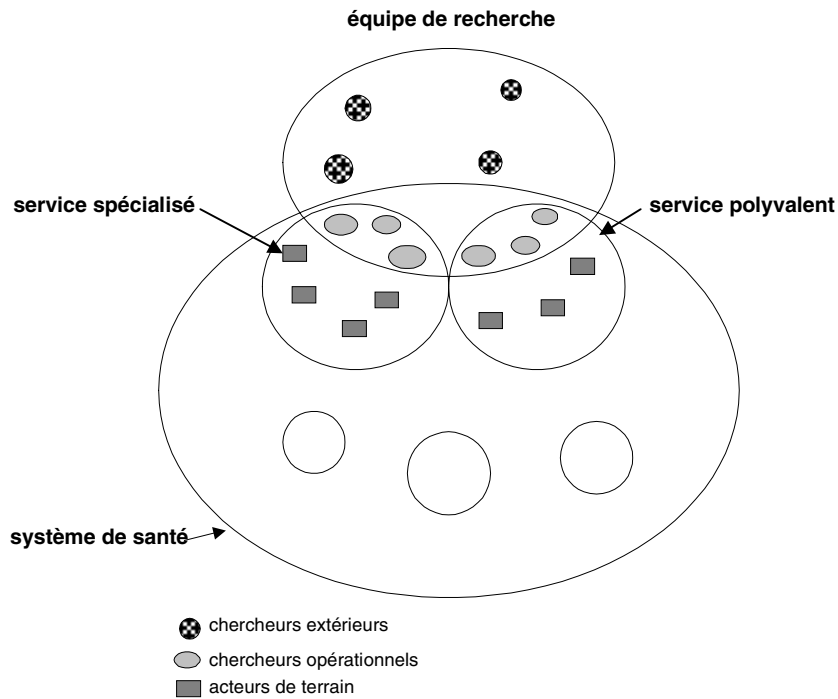 équipe de recherche
service spécialisé
service polyvalent
système de santé
chercheurs extérieurs
chercheurs opérationnels
acteurs de terrain